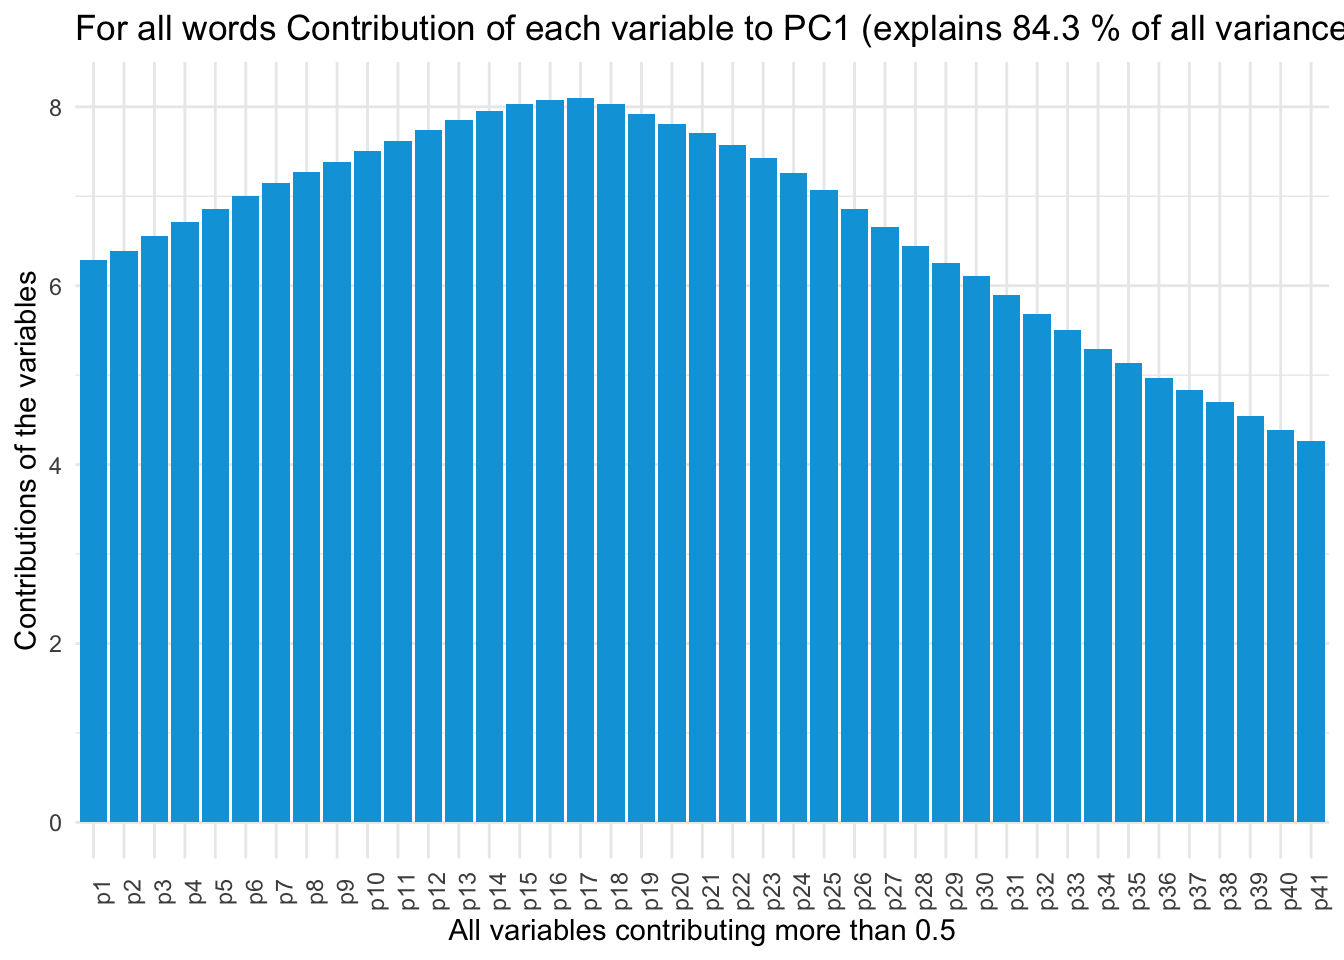 For all words Contribution of each variable to PC1 (explains 84.3 % of all variance
Contributions of the variables
8
6
4
2
0
p1 p2 p3 p4 p5 p6 p7 p8 p9 p10 p11 p12 p13 p14 p15 p16 p17 p18 p19 p20 p21 p22 p23 p24 p25 p26 p27 p28 p29 p30 p31 p32 p33 p34 p35 p36 p37 p38 p39 p40 p41
All variables contributing more than 0.5